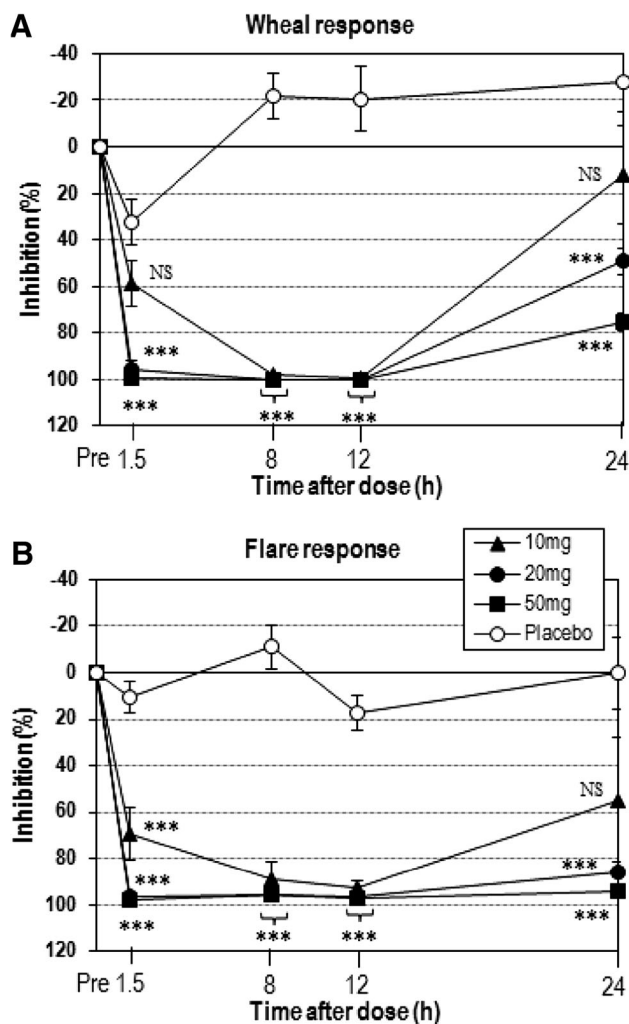 A
Wheal response
-40
-20
0
20
40
60
80
100
120
Inhibition (%)
NS
***
***
***
***
NS
***
***
Pre 1.5 8 12 24
Time after dose (h)
B
Flare response
10mg
20mg
50mg
Placebo
-40
-20
0
20
40
60
80
100
120
Inhibition (%)
***
***
***
***
***
NS
***
***
Pre 1.5 8 12 24
Time after dose (h)